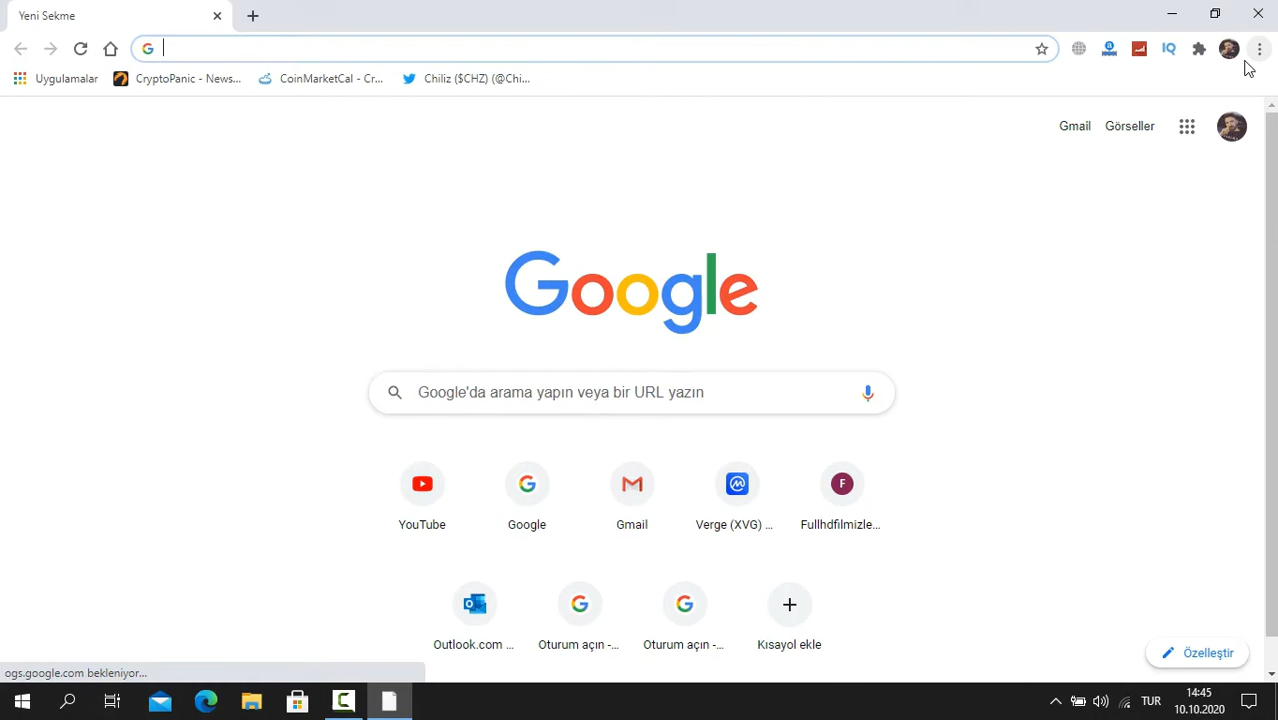 Yeni Sekme
Uygulamalar
CryptoPanic - News...
CoinMarketCal - Cr...
Chiliz ($CHZ) (@Chi...
IQ
Gmail
Görseller
Google
Google'da arama yapın veya bir URL yazın
YouTube
Google
Gmail
Verge (XVG) ...
F
Fullhdfilmizle...
Outlook.com ...
Oturum açın -...
Oturum açın -...
Kısayol ekle
Özelleştir
ogs.google.com bekleniyor...
TUR
14:45
10.10.2020